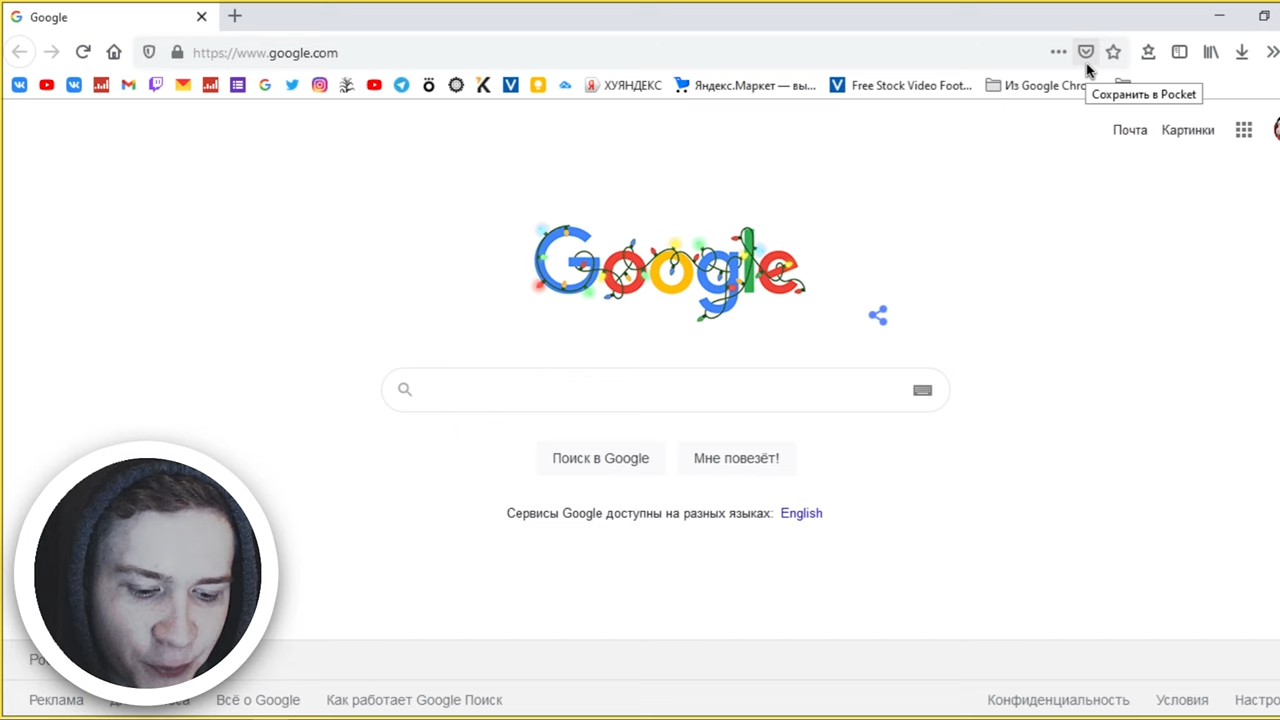 Google
https://www.google.com
ХУЯНДЕКС
Яндекс.Маркет — вы...
Free Stock Video Foot...
Из Google Chro
Сохранить в Pocket
Почта
Картинки
Google
Поиск в Google
Мне повезёт!
Сервисы Google доступны на разных языках: English
Реклама
Всё о Google
Как работает Google Поиск
Конфиденциальность
Условия
Настро